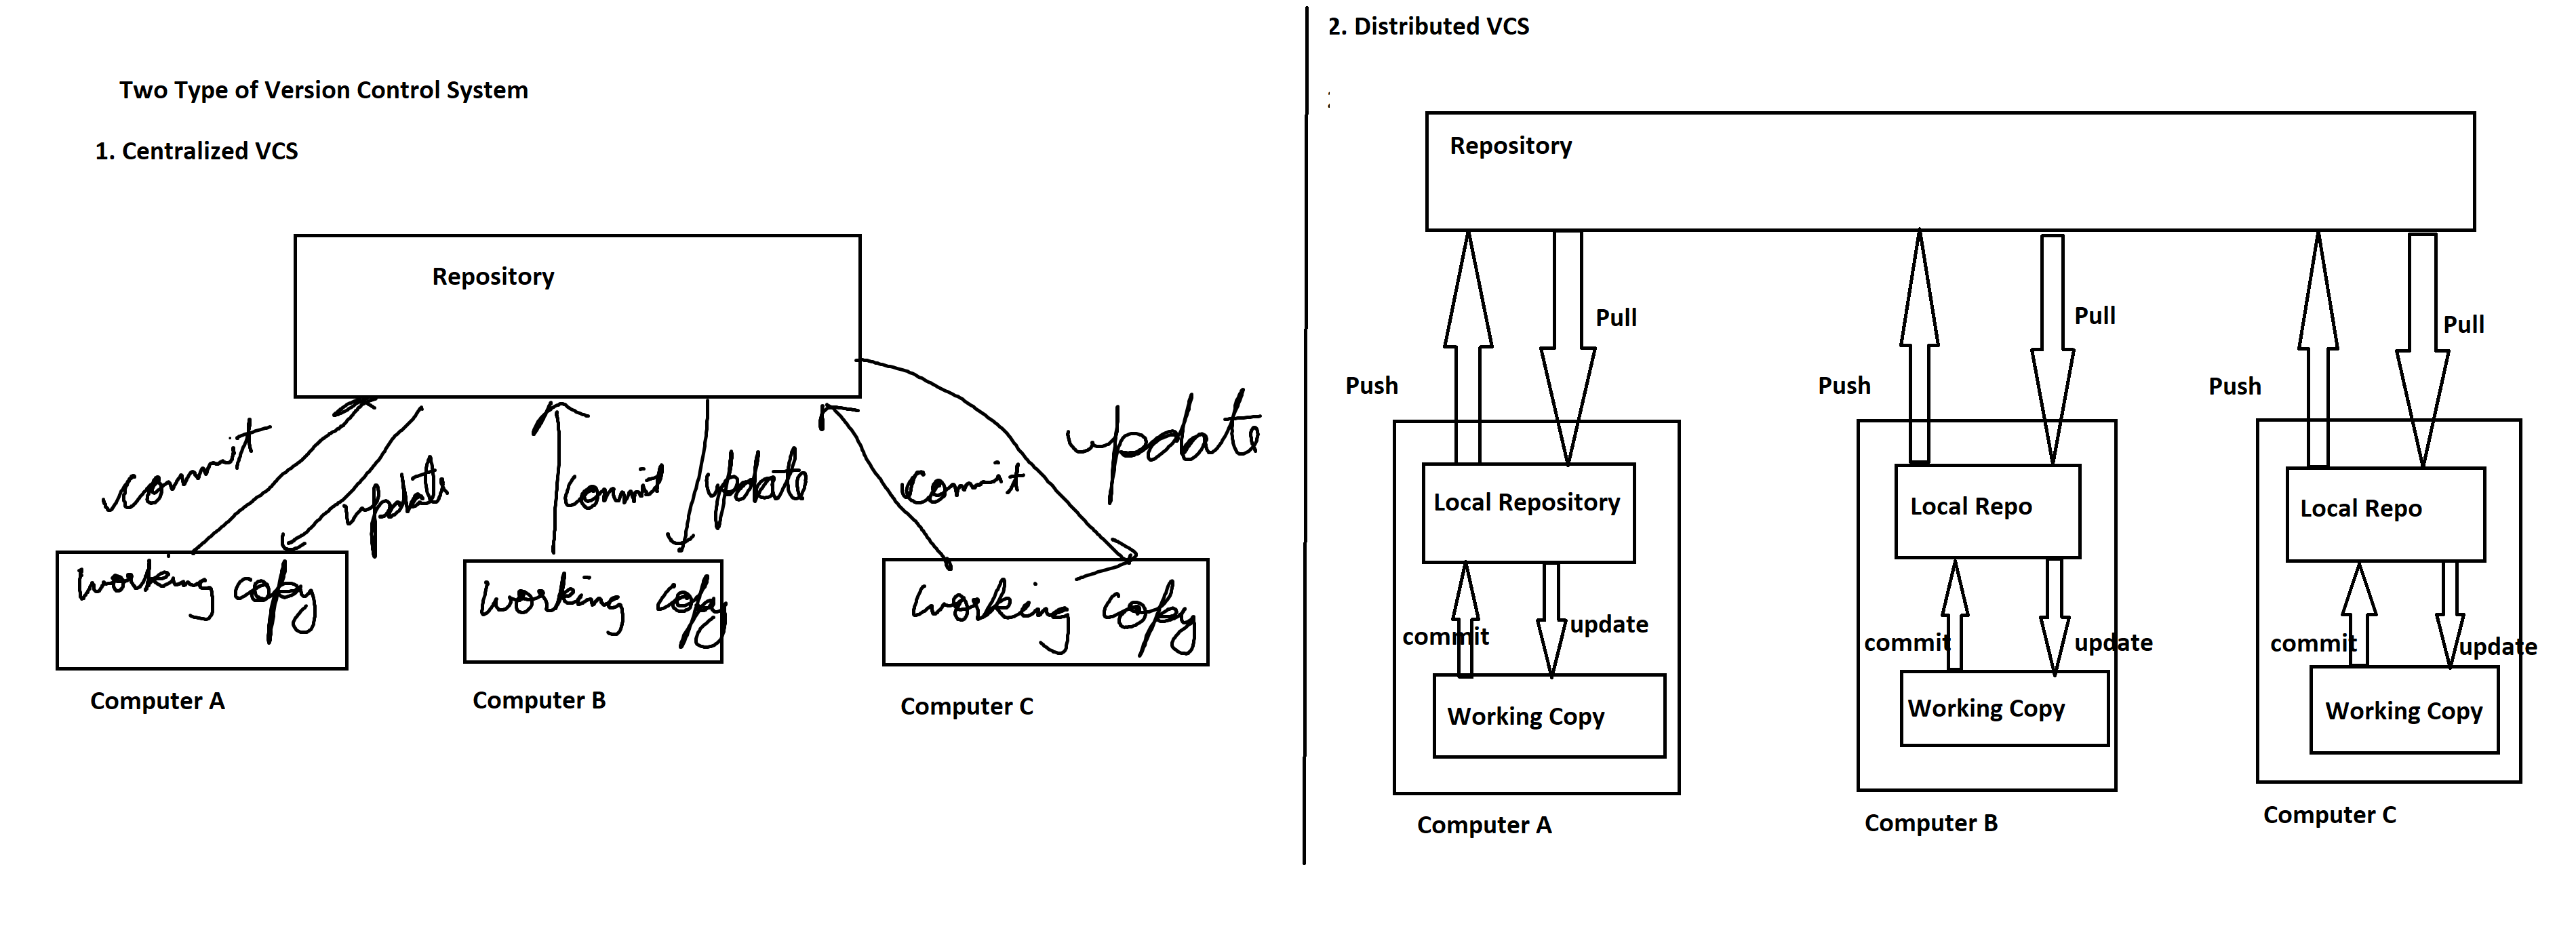 Two Type of Version Control System
1. Centralized VCS
Repository
commit
update
commit
update
commit
update
working copy
working copy
working copy
Computer A
Computer B
Computer C
2. Distributed VCS
Repository
Push
Pull
Push
Pull
Push
Pull
Local Repository
Local Repo
Local Repo
commit
update
commit
update
commit
update
Working Copy
Working Copy
Working Copy
Computer A
Computer B
Computer C